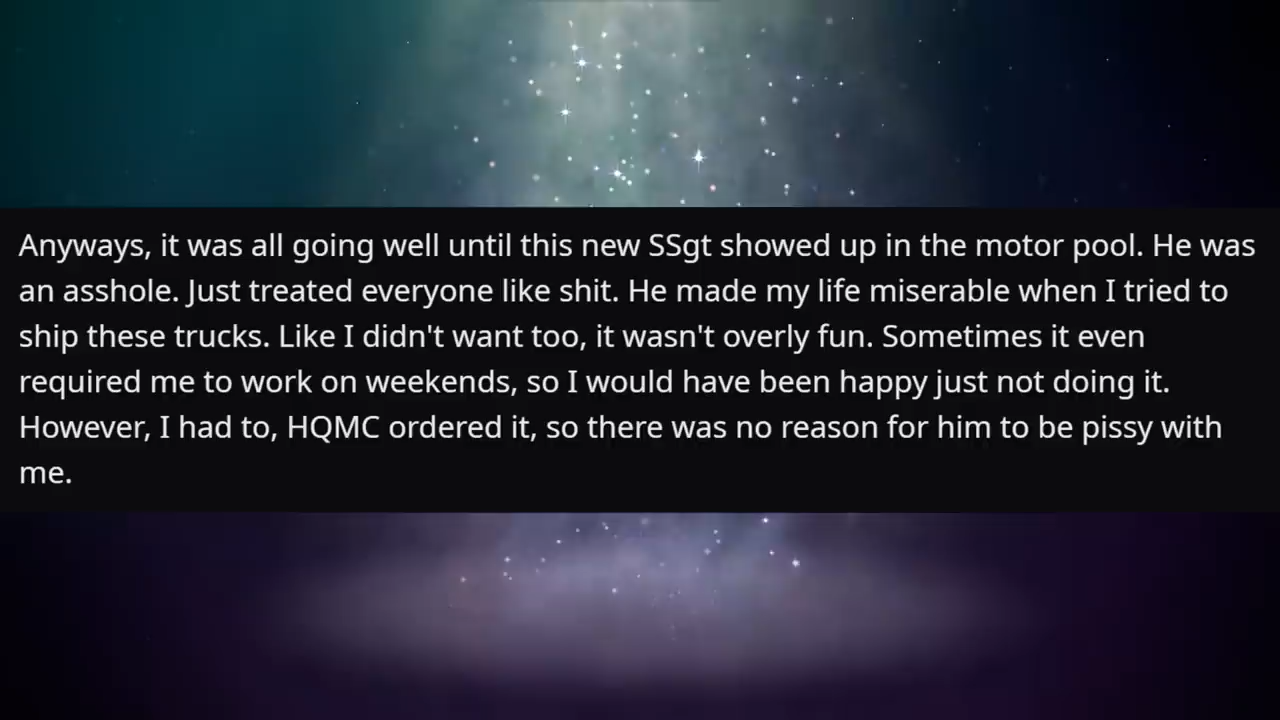 Anyways, it was all going well until this new SSgt showed up in the motor pool. He was
an asshole. Just treated everyone like shit. He made my life miserable when I tried to
ship these trucks. Like I didn't want too, it wasn't overly fun. Sometimes it even
required me to work on weekends, so I would have been happy just not doing it.
However, I had to, HQMC ordered it, so there was no reason for him to be pissy with
me.